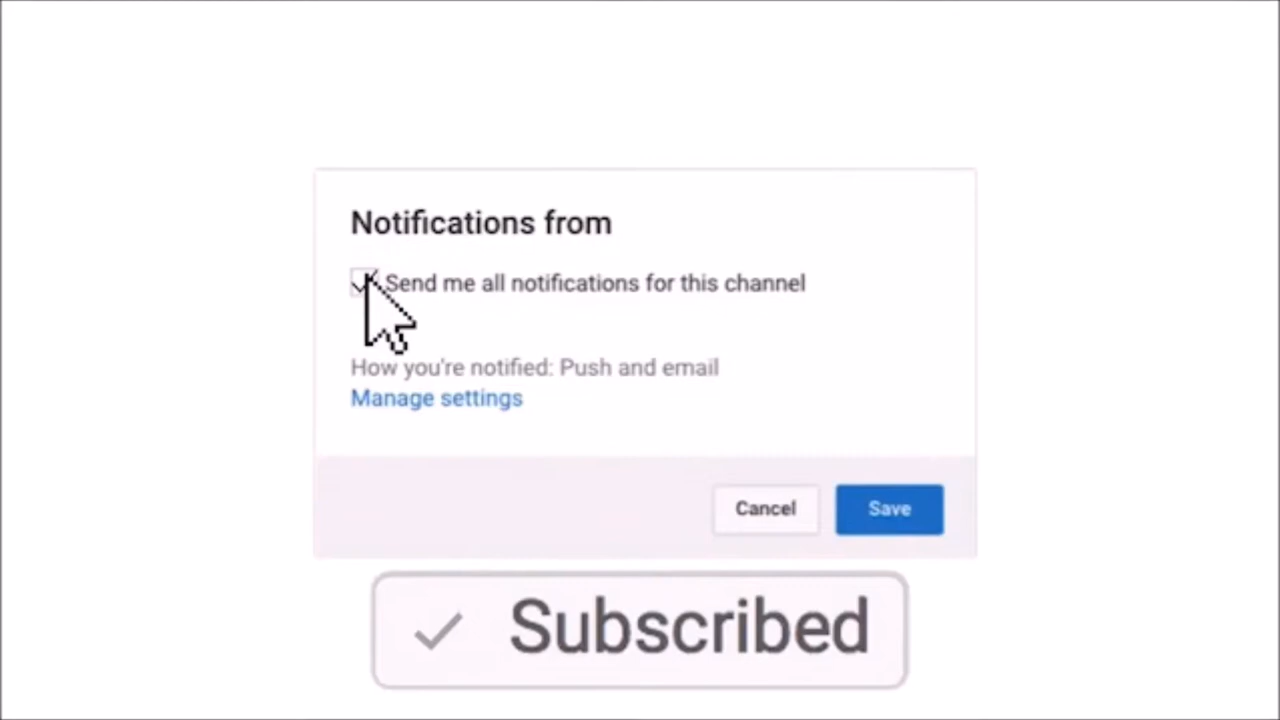 Notifications from
Send me all notifications for this channel
How you're notified: Push and email
Manage settings
Cancel Save
Subscribed